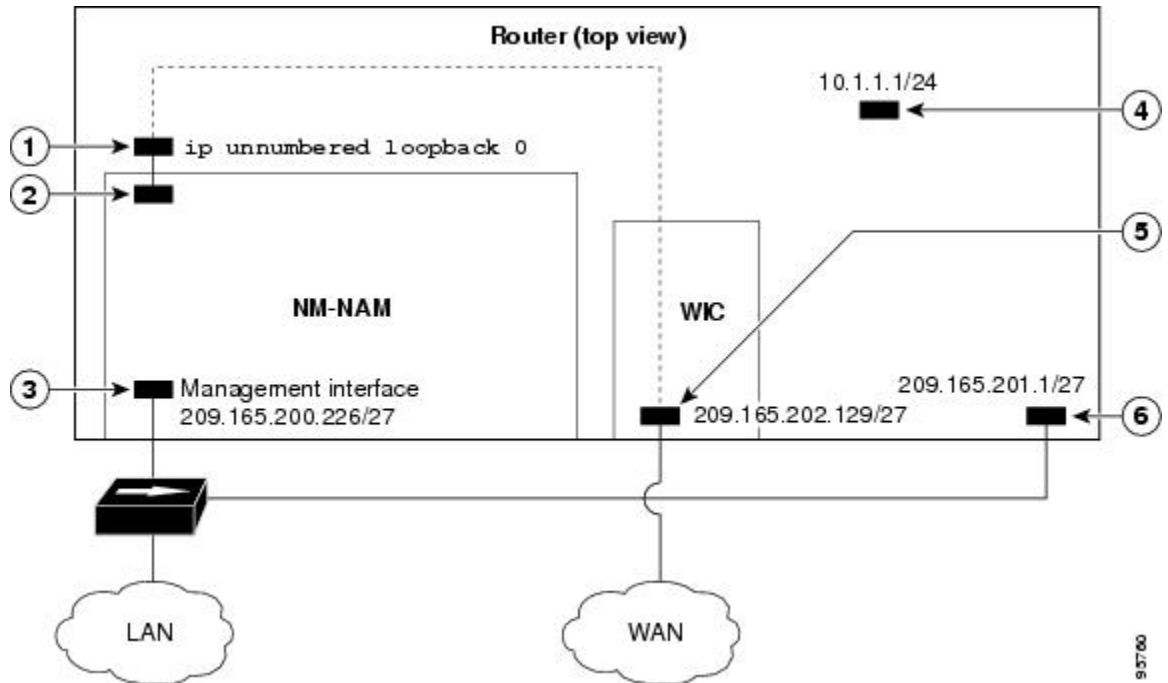 Router (top view)
10.1.1.1/24
4
1
ip unnumbered loopback 0
2
5
NM-NAM
WIC
3
Management interface
209.165.200.226/27
209.165.201.1/27
209.165.202.129/27
6
LAN
WAN
95760